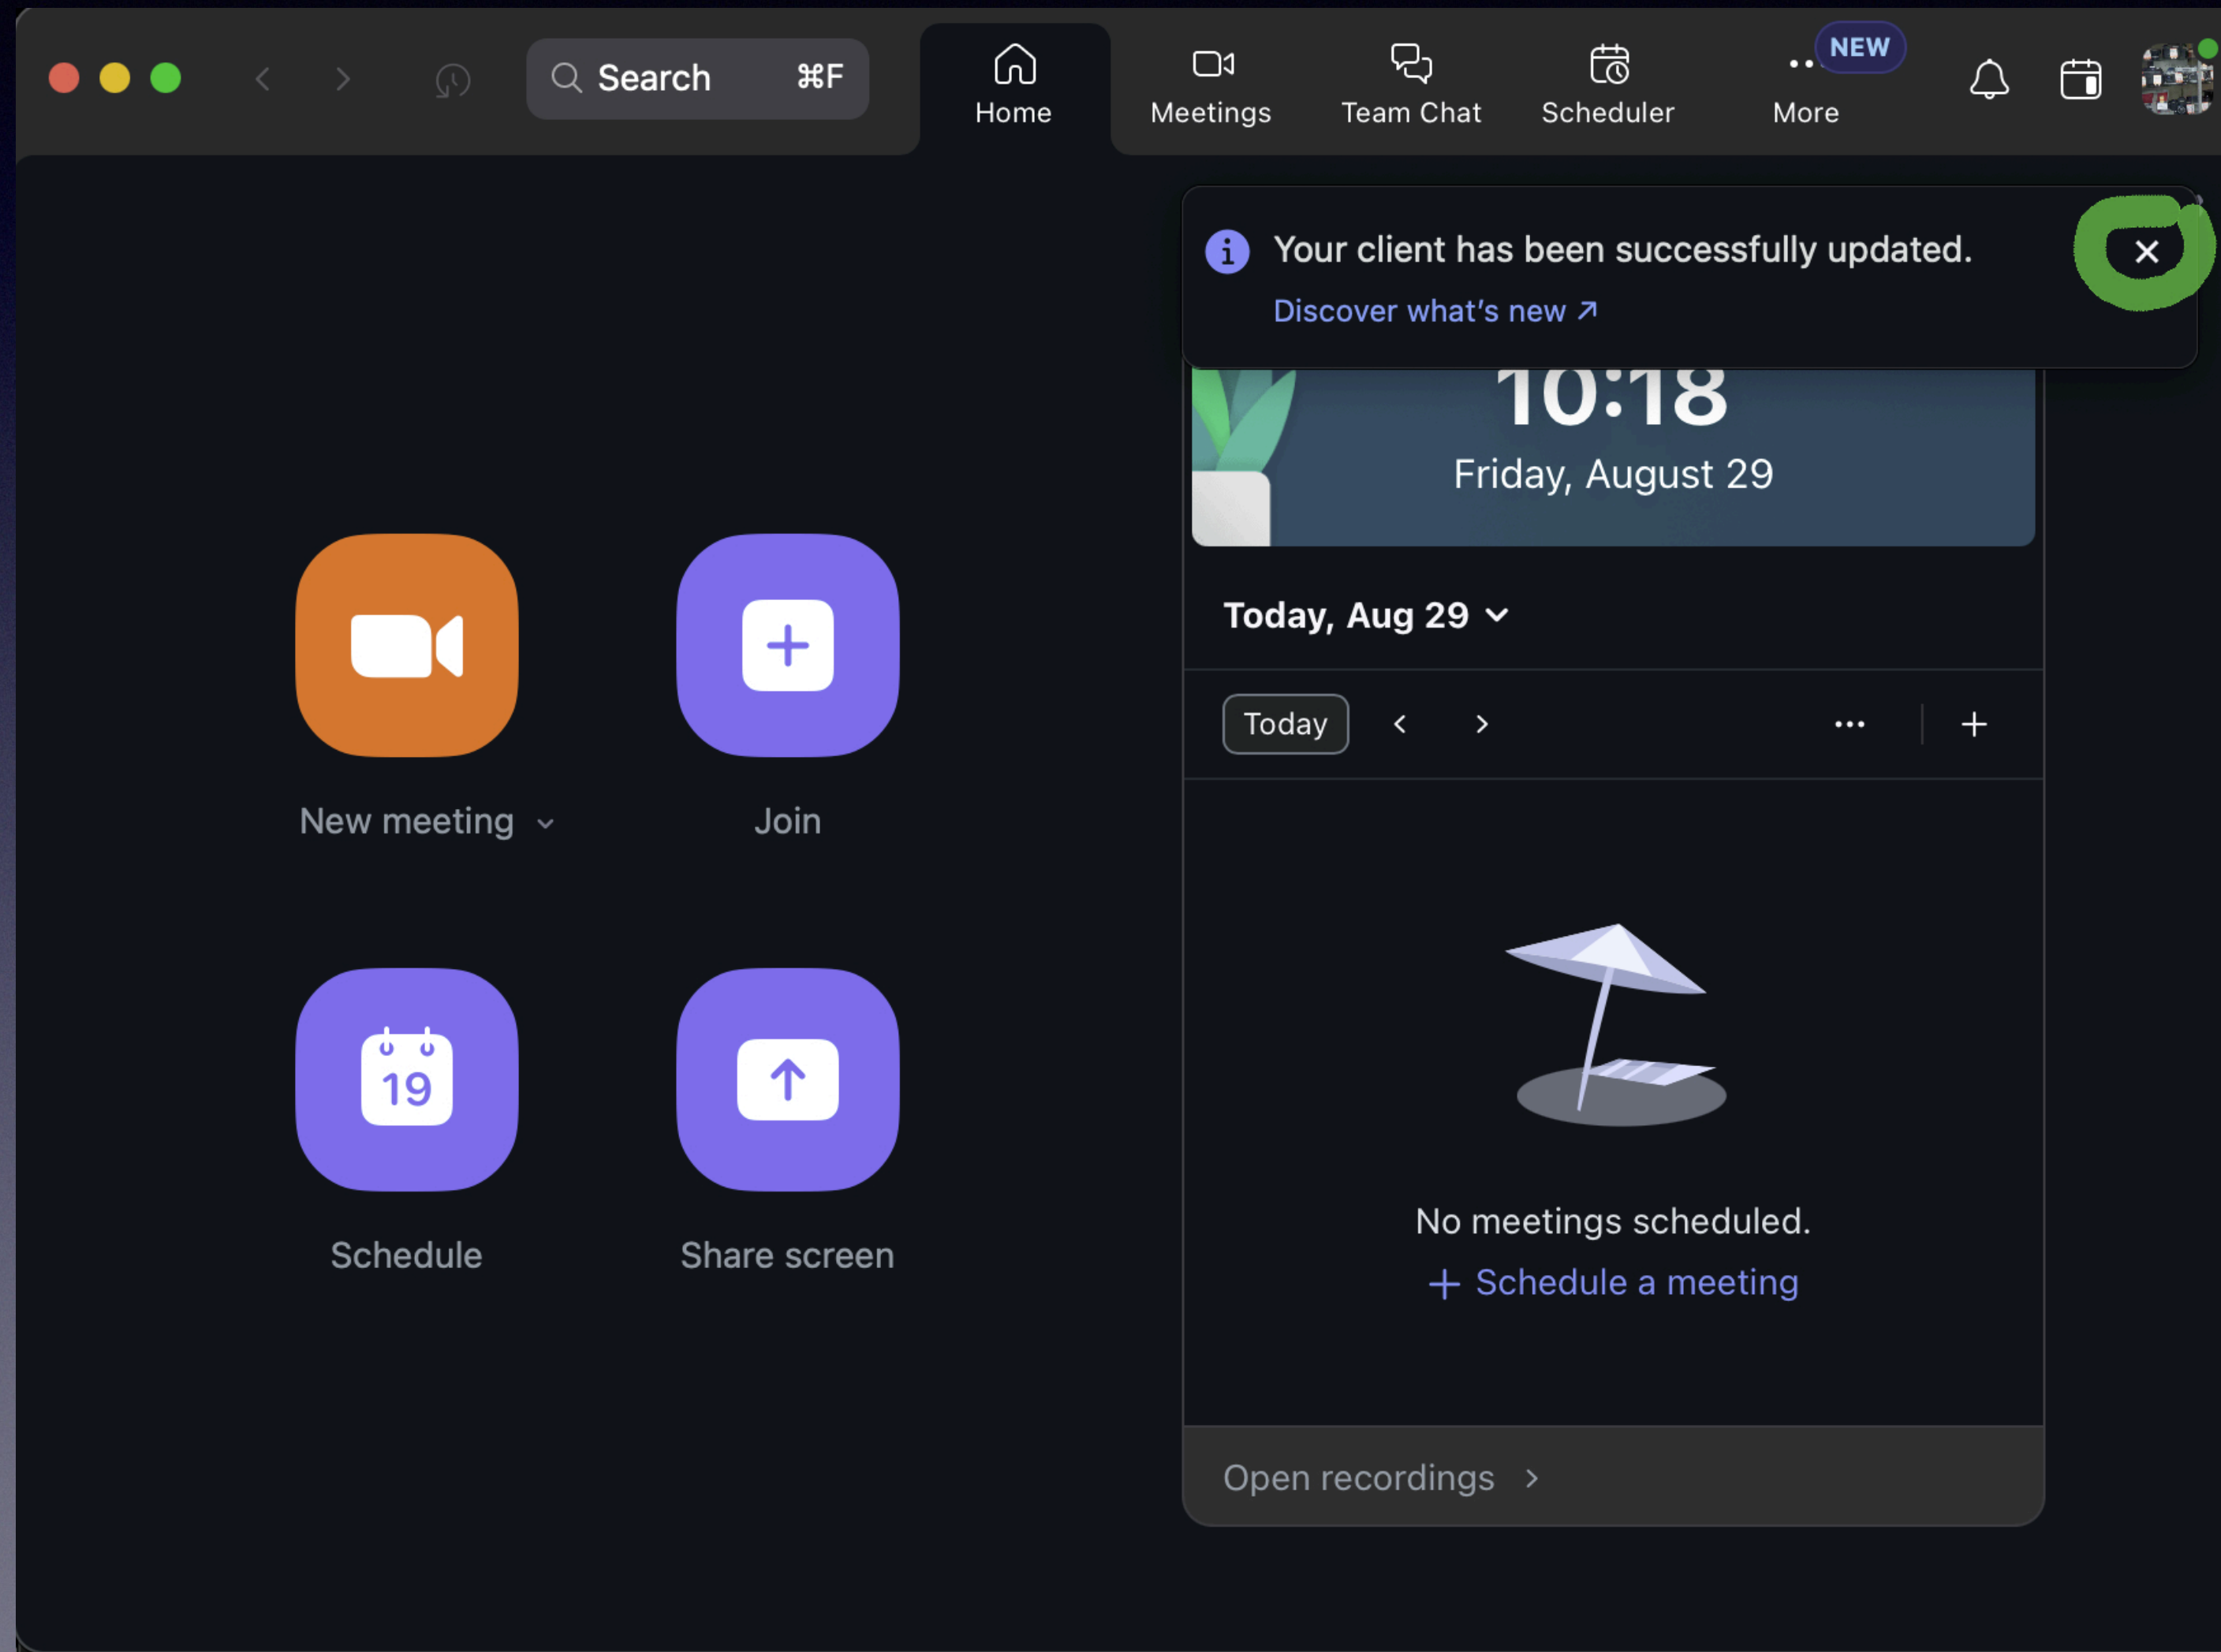 Search ⌘F
Home
Meetings
Team Chat
Scheduler
More
NEW
Your client has been successfully updated.
Discover what's new ↗
10:18
Friday, August 29
Today, Aug 29
Today
New meeting
Join
19
Schedule
Share screen
No meetings scheduled.
+ Schedule a meeting
Open recordings